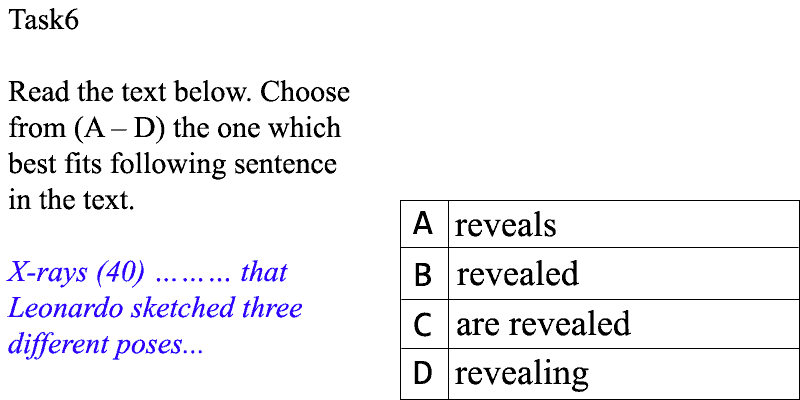 Task6
Read the text below. Choose
from (A – D) the one which
best fits following sentence
in the text.
X-rays (40) ……… that
Leonardo sketched three
different poses...
A reveals
B revealed
C are revealed
D revealing